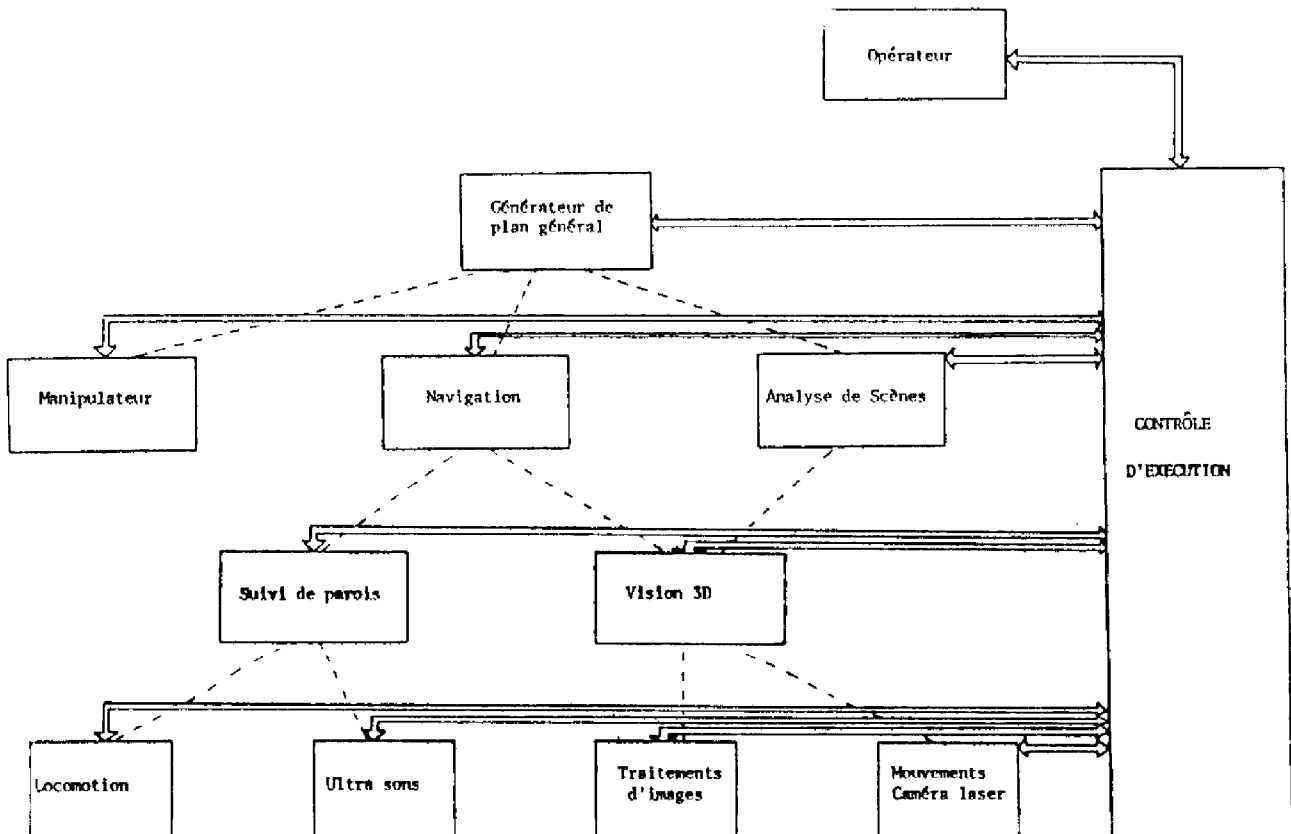 Opérateur
Générateur de
plan général
Manipulateur
Navigation
Analyse de Scènes
CONTRÔLE
D'EXECUTION
Suivi de parois
Vision 3D
Locomotion
Ultra sons
Traitements
d'images
Mouvements
Caméra laser